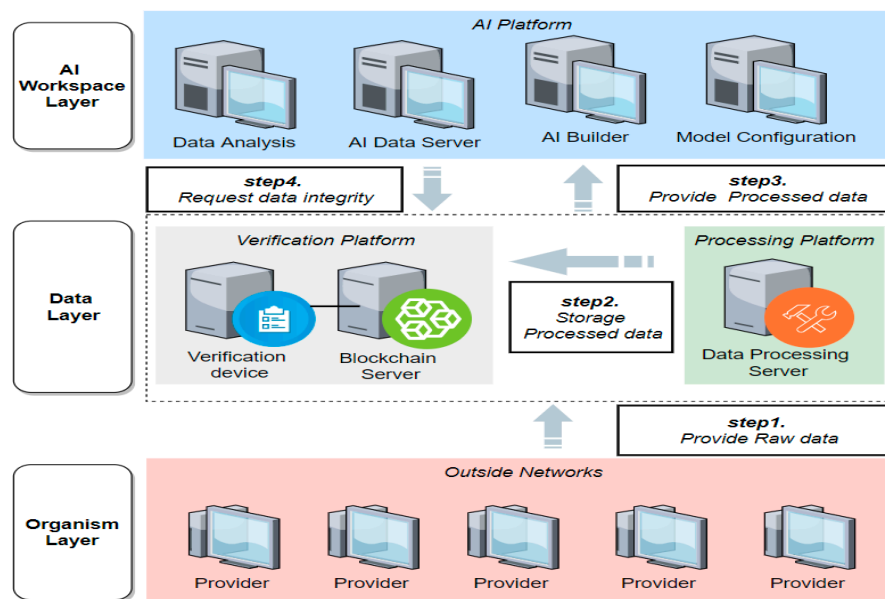 AI Platform
AI
Workspace
Layer
Data Analysis
AI Data Server
AI Builder
Model Configuration
step4.
Request data integrity
step3.
Provide Processed data
Data
Layer
Verification Platform
Verification
device
Blockchain
Server
step2.
Storage
Processed data
Processing Platform
Data Processing
Server
step1.
Provide Raw data
Organism
Layer
Outside Networks
Provider
Provider
Provider
Provider
Provider